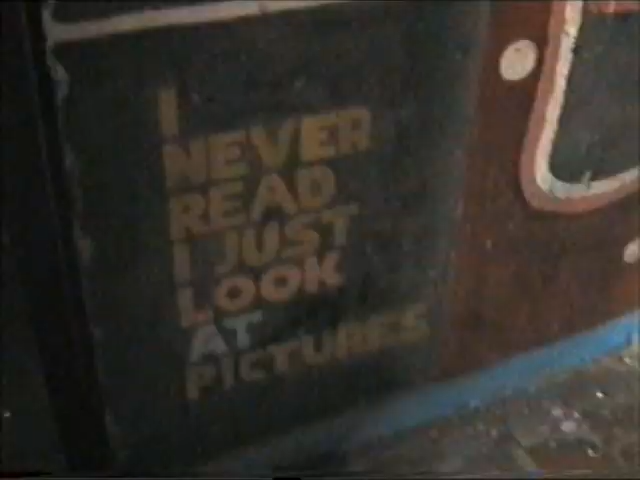 I
NEVER
READ
I JUST
LOOK
AT
PICTURES